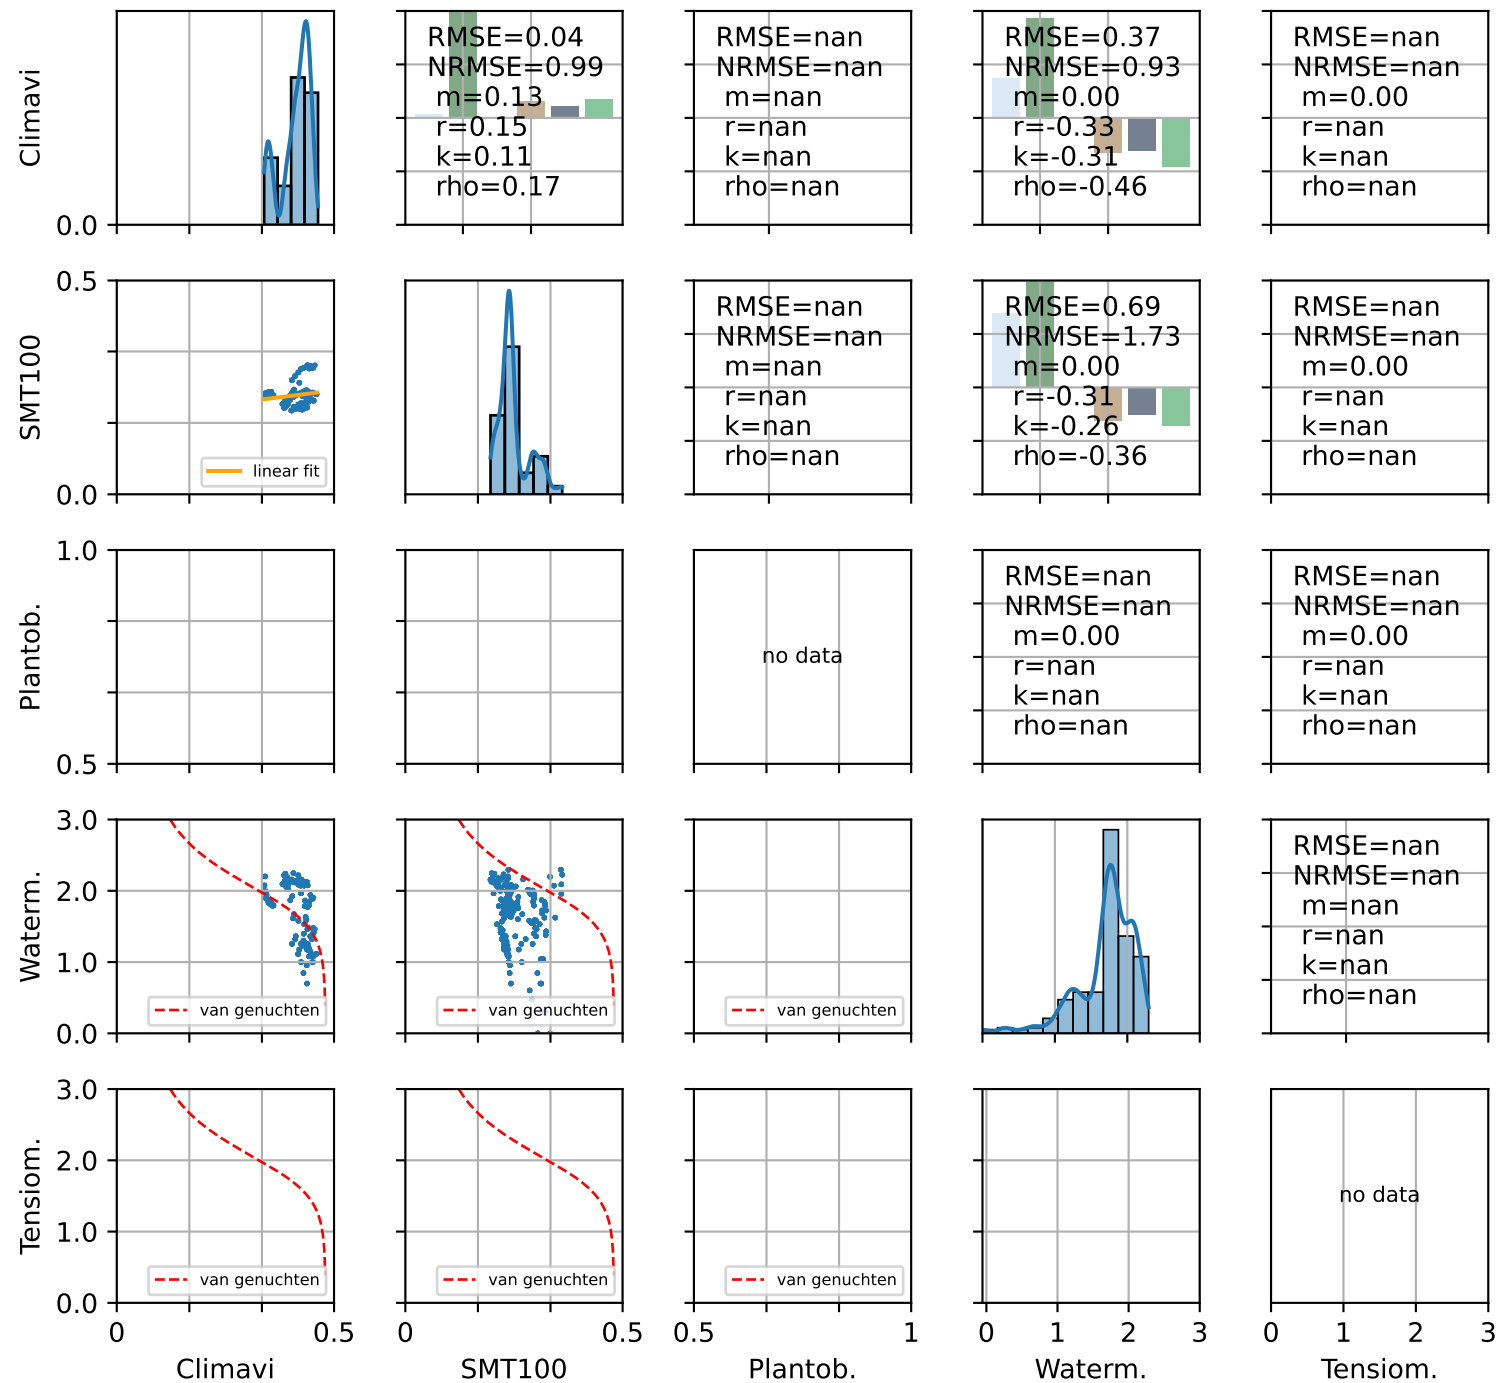 Climavi
0.0
RMSE=0.04
NRMSE=0.99
m=0.13
r=0.15
k=0.11
rho=0.17
RMSE=nan
NRMSE=nan
m=nan
r=nan
k=nan
rho=nan
RMSE=0.37
NRMSE=0.93
m=0.00
r=-0.33
k=-0.31
rho=-0.46
RMSE=nan
NRMSE=nan
m=0.00
r=nan
k=nan
rho=nan
SMT100
0.5
0.0
linear fit
RMSE=nan
NRMSE=nan
m=nan
r=nan
k=nan
rho=nan
RMSE=0.69
NRMSE=1.73
m=0.00
r=-0.31
k=-0.26
rho=-0.36
RMSE=nan
NRMSE=nan
m=0.00
r=nan
k=nan
rho=nan
Plantob.
1.0
0.5
no data
RMSE=nan
NRMSE=nan
m=0.00
r=nan
k=nan
rho=nan
RMSE=nan
NRMSE=nan
m=0.00
r=nan
k=nan
rho=nan
Waterm.
3.0
2.0
1.0
0.0
van genuchten
van genuchten
van genuchten
RMSE=nan
NRMSE=nan
m=nan
r=nan
k=nan
rho=nan
Tensiom.
3.0
2.0
1.0
0.0
van genuchten
van genuchten
van genuchten
no data
0 0.5
0 0.5
0.5 1
0 1 2 3
0 1 2 3
Climavi
SMT100
Plantob.
Waterm.
Tensiom.